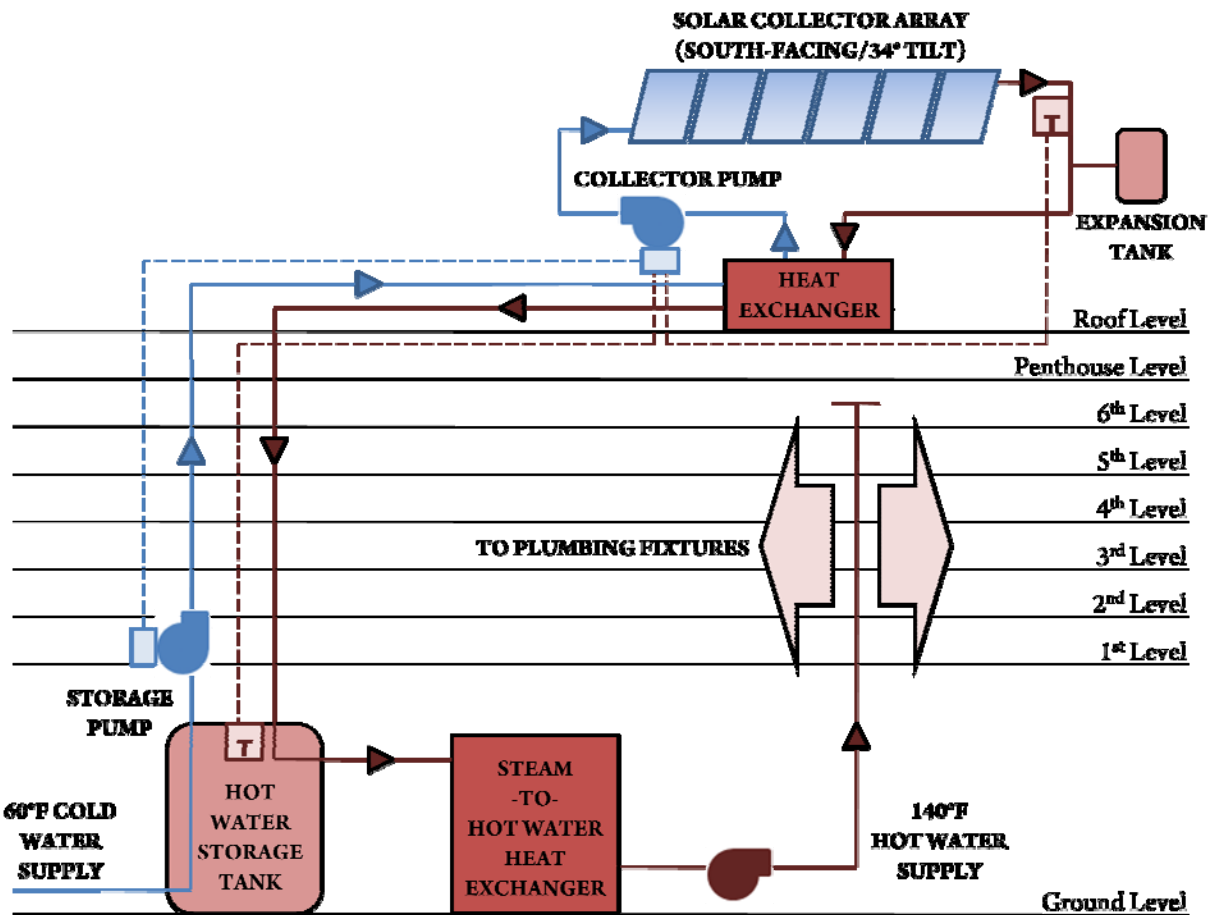 SOLAR COLLECTOR ARRAY
(SOUTH-FACING/34° TILT)
T
COLLECTOR PUMP
EXPANSION
TANK
HEAT
EXCHANGER
Roof Level
Penthouse Level
6th Level
5th Level
4th Level
TO PLUMBING FIXTURES
3rd Level
2nd Level
1st Level
STORAGE
PUMP
T
HOT
WATER
STORAGE
TANK
STEAM
-TO-
HOT WATER
HEAT
EXCHANGER
60°F COLD
WATER
SUPPLY
140°F
HOT WATER
SUPPLY
Ground Level